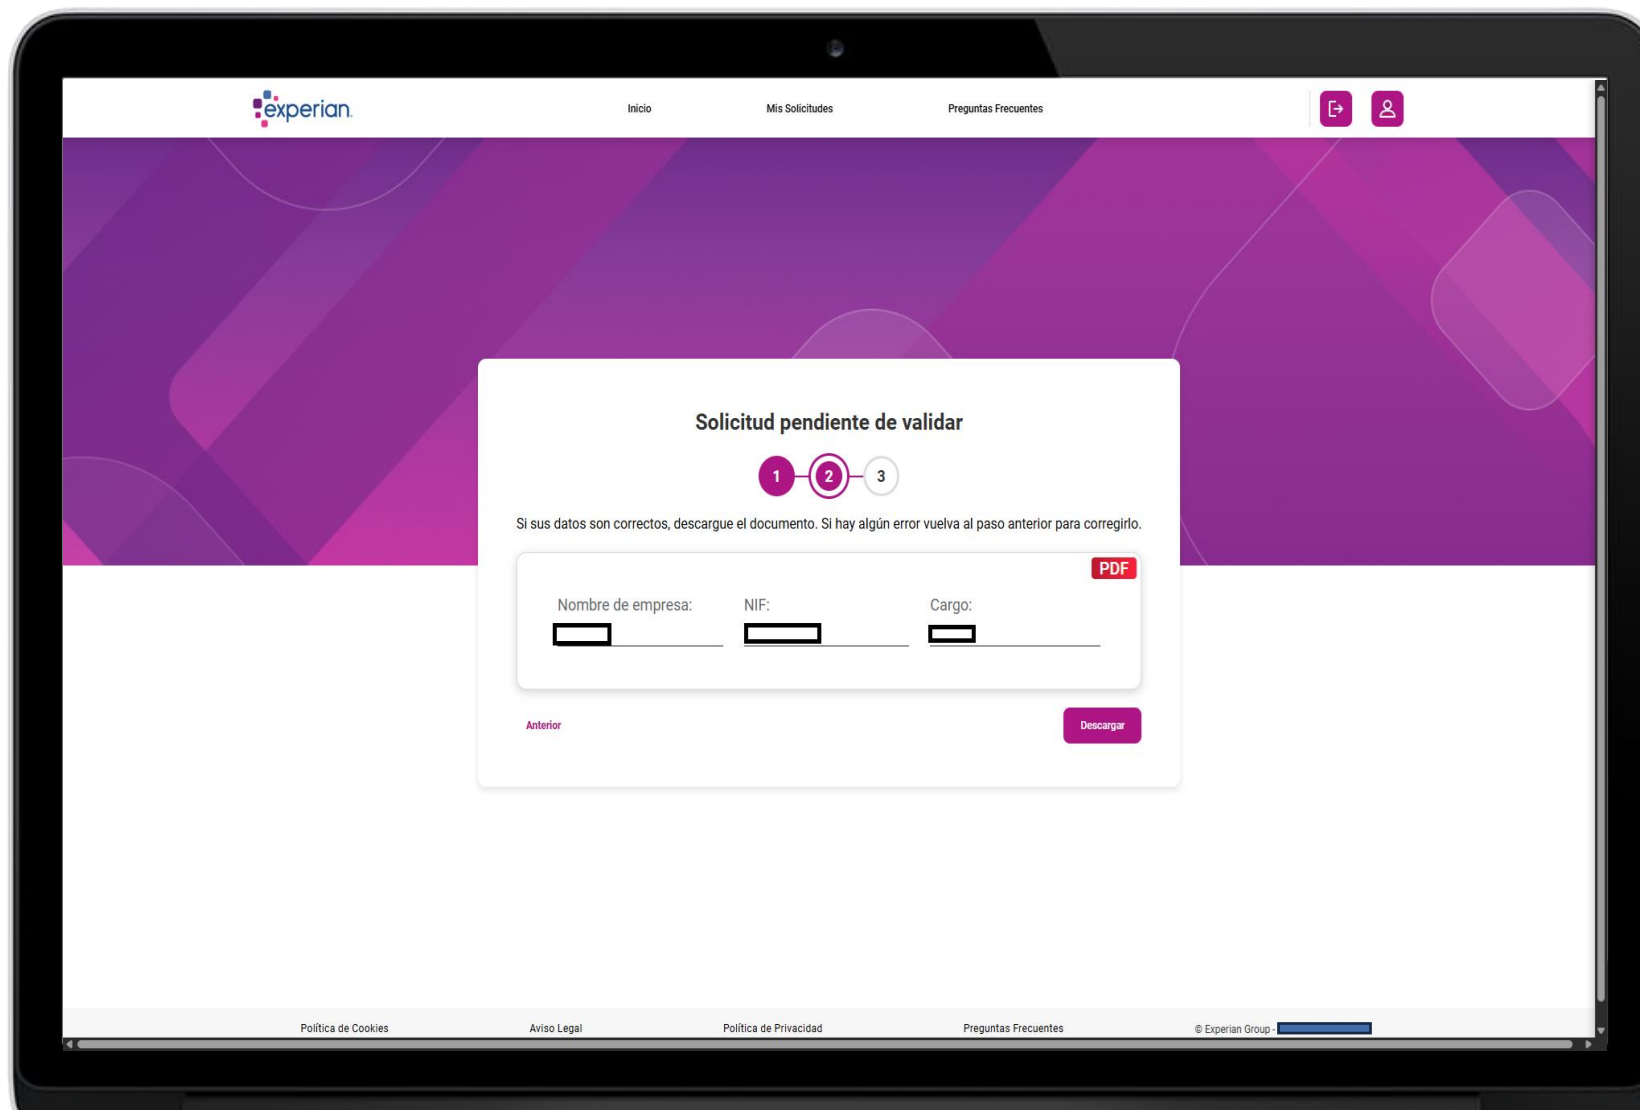 experian.
Inicio
Mis Solicitudes
Preguntas Frecuentes
Solicitud pendiente de validar
1
2
3
Si sus datos son correctos, descargue el documento. Si hay algún error vuelva al paso anterior para corregirlo.
PDF
Nombre de empresa:
NIF:
Cargo:
Anterior
Descargar
Política de Cookies
Aviso Legal
Política de Privacidad
Preguntas Frecuentes
© Experian Group -